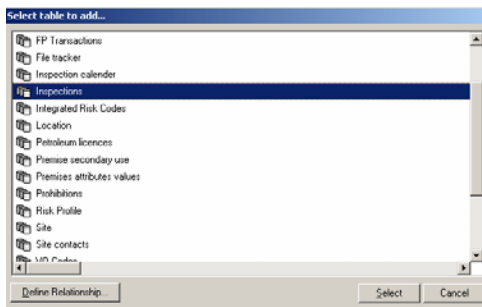 Select table to add...
FP Transactions
File tracker
Inspection calender
Inspections
Integrated Risk Codes
Location
Petroleum licences
Premise secondary use
Premises attributes values
Prohibitions
Risk Profile
Site
Site contacts
Define Relationship...
Select
Cancel